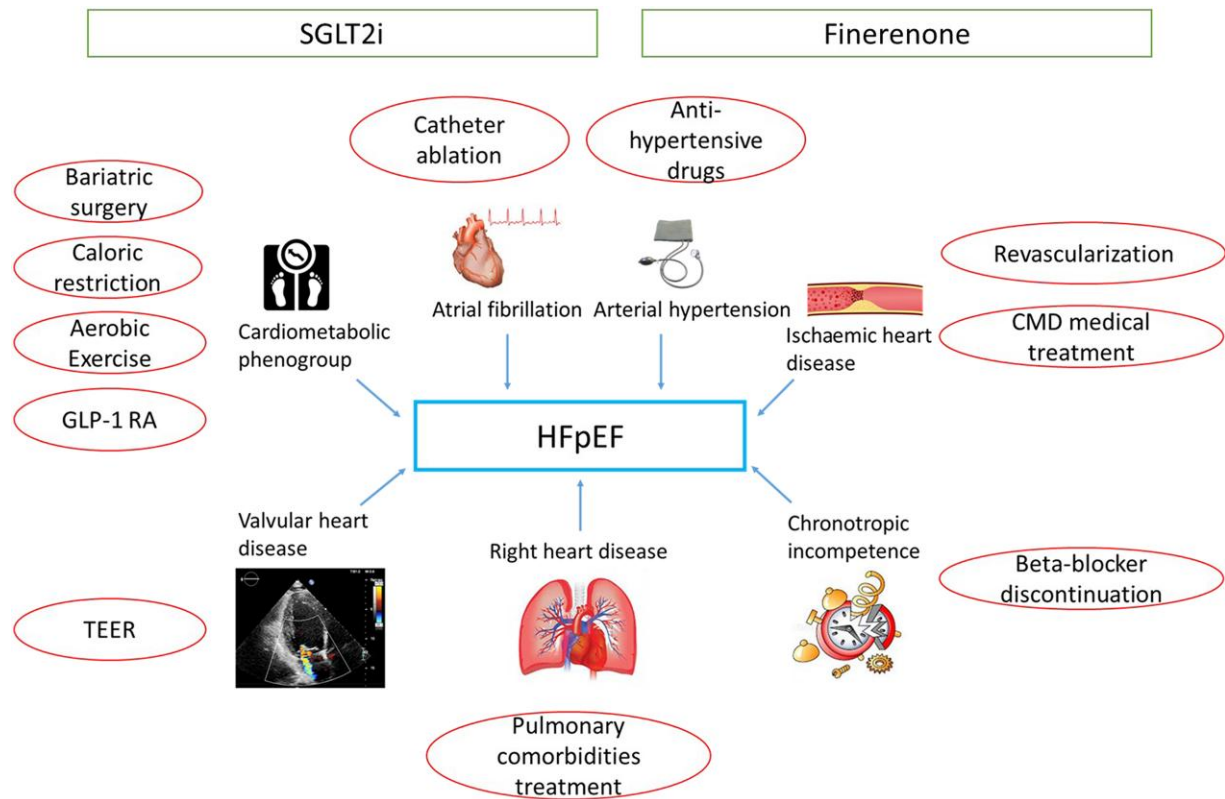 SGLT2i
Finerenone
Catheter
ablation
Anti-
hypertensive
drugs
Bariatric
surgery
Caloric
restriction
Aerobic
Exercise
GLP-1 RA
Cardiometabolic
phenogroup
Atrial fibrillation
Arterial hypertension
Ischaemic heart
disease
Revascularization
CMD medical
treatment
HFpEF
Valvular heart
disease
Right heart disease
Chronotropic
incompetence
TEER
Beta-blocker
discontinuation
Pulmonary
comorbidities
treatment